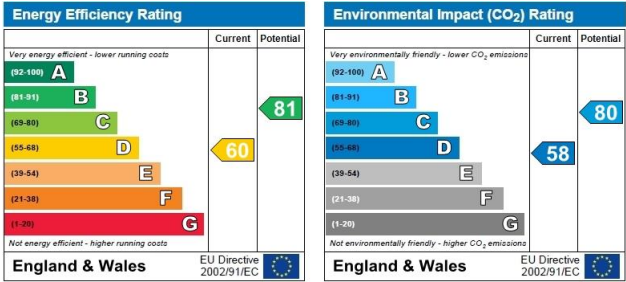 Energy Efficiency Rating
Current Potential
Very energy efficient - lower running costs
(92-100) A
(81-91) B
(69-80) C
(55-68) D
(39-54) E
(21-38) F
(1-20) G
81
60
Not energy efficient - higher running costs
England & Wales
EU Directive
2002/91/EC
Environmental Impact (CO₂) Rating
Current Potential
Very environmentally friendly - lower CO₂ emissions
(92-100) A
(81-91) B
(69-80) C
(55-68) D
(39-54) E
(21-38) F
(1-20) G
80
58
Not environmentally friendly - higher CO₂ emissions
England & Wales
EU Directive
2002/91/EC